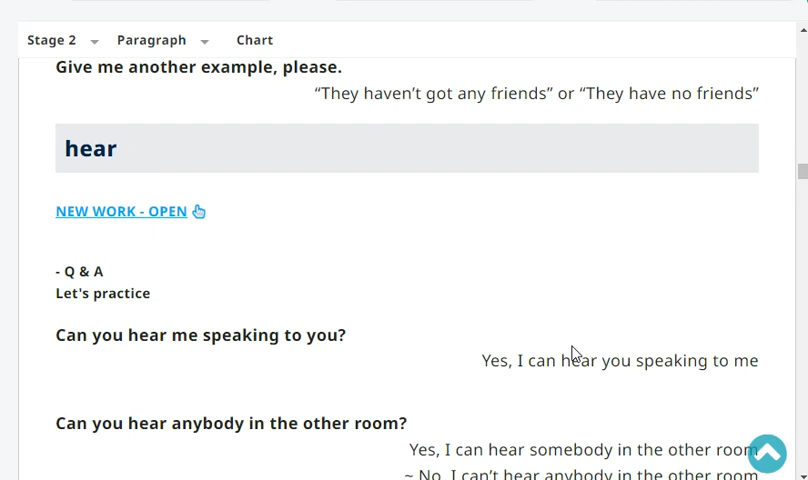 Stage 2 Paragraph Chart
Give me another example, please.
“They haven’t got any friends” or “They have no friends”
hear
NEW WORK - OPEN
- Q & A
Let's practice
Can you hear me speaking to you?
Yes, I can hear you speaking to me
Can you hear anybody in the other room?
Yes, I can hear somebody in the other room
~ No, I can’t hear anybody in the other room